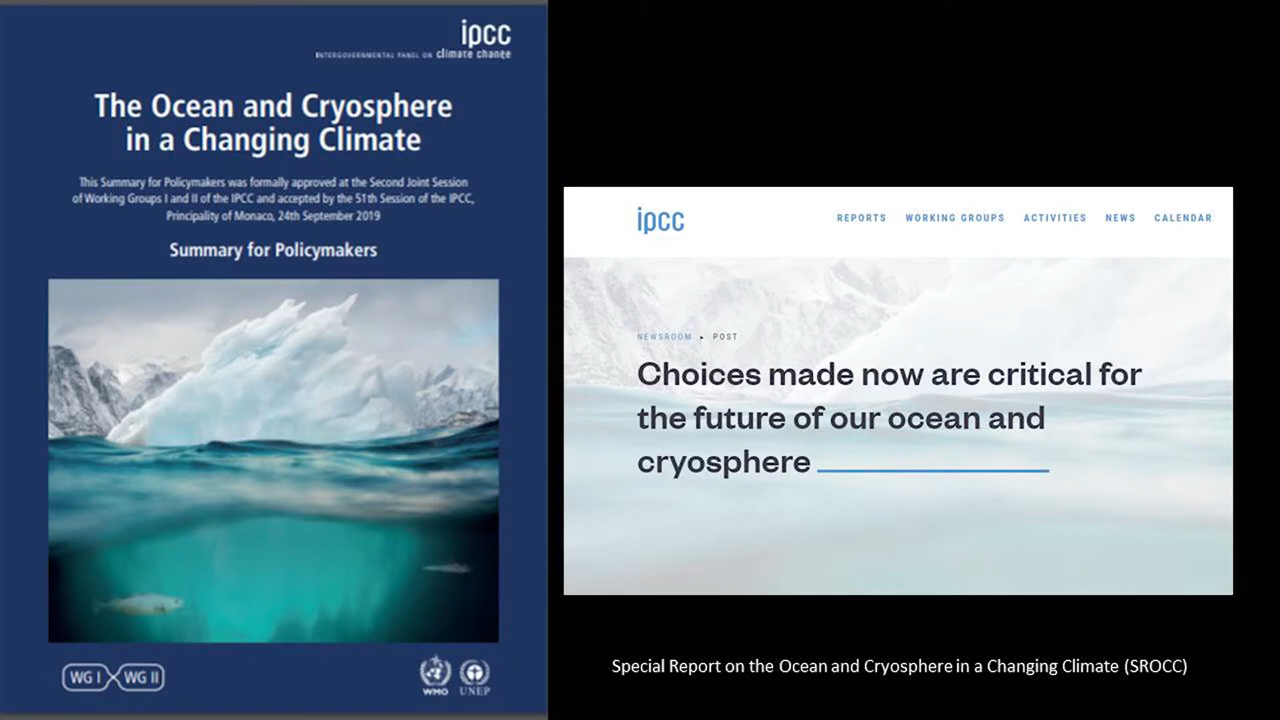 ipcc
INTERGOVERNMENTAL PANEL ON climate change
The Ocean and Cryosphere
in a Changing Climate
This Summary for Policymakers was formally approved at the Second Joint Session
of Working Groups I and II of the IPCC and accepted by the 51th Session of the IPCC,
Principality of Monaco, 24th September 2019
Summary for Policymakers
WG I WG II
WMO UNEP
ipcc
REPORTS WORKING GROUPS ACTIVITIES NEWS CALENDAR
NEWSROOM ▸ POST
Choices made now are critical for
the future of our ocean and
cryosphere
Special Report on the Ocean and Cryosphere in a Changing Climate (SROCC)